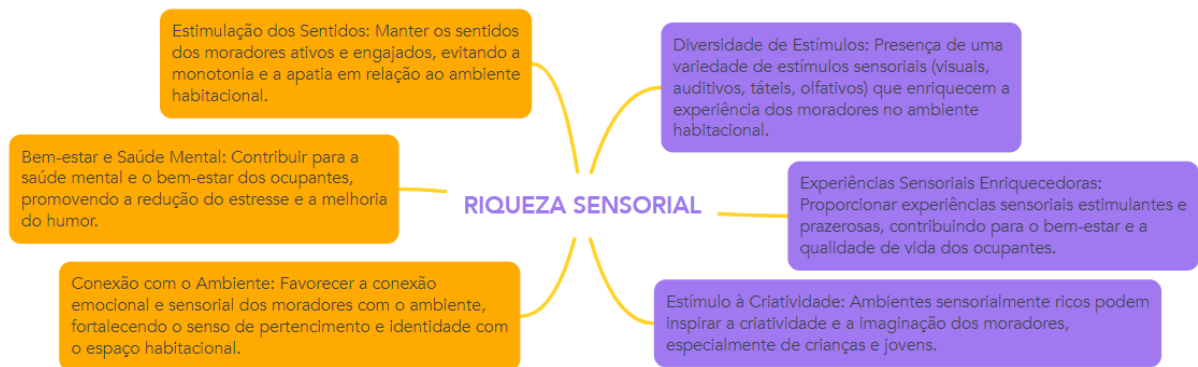 Estimulação dos Sentidos: Manter os sentidos
dos moradores ativos e engajados, evitando a
monotonia e a apatia em relação ao ambiente
habitacional.
Diversidade de Estímulos: Presença de uma
variedade de estímulos sensoriais (visuais,
auditivos, táteis, olfativos) que enriquecem a
experiência dos moradores no ambiente
habitacional.
Bem-estar e Saúde Mental: Contribuir para a
saúde mental e o bem-estar dos ocupantes,
promovendo a redução do estresse e a melhoria
do humor.
RIQUEZA SENSORIAL
Experiências Sensoriais Enriquecedoras:
Proporcionar experiências sensoriais estimulantes e
prazerosas, contribuindo para o bem-estar e a
qualidade de vida dos ocupantes.
Conexão com o Ambiente: Favorecer a conexão
emocional e sensorial dos moradores com o ambiente,
fortalecendo o senso de pertencimento e identidade com
o espaço habitacional.
Estímulo à Criatividade: Ambientes sensorialmente ricos podem
inspirar a criatividade e a imaginação dos moradores,
especialmente de crianças e jovens.